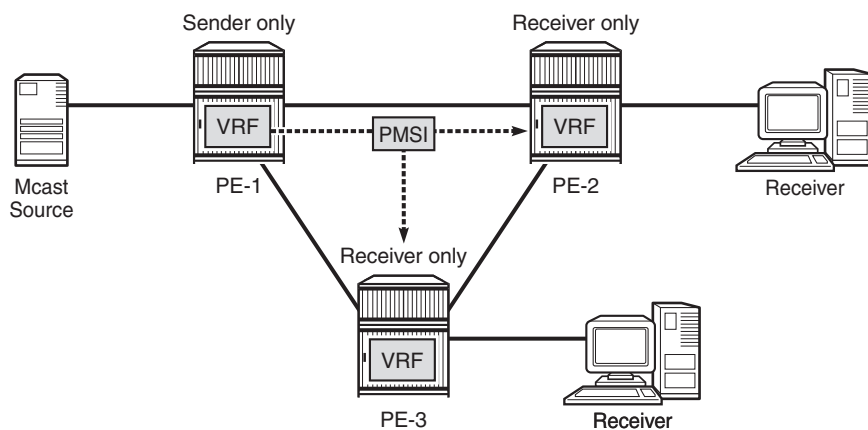 Sender only
Receiver only
VRF
PMSI
VRF
Mcast
Source
PE-1
PE-2
Receiver
Receiver only
VRF
PE-3
Receiver